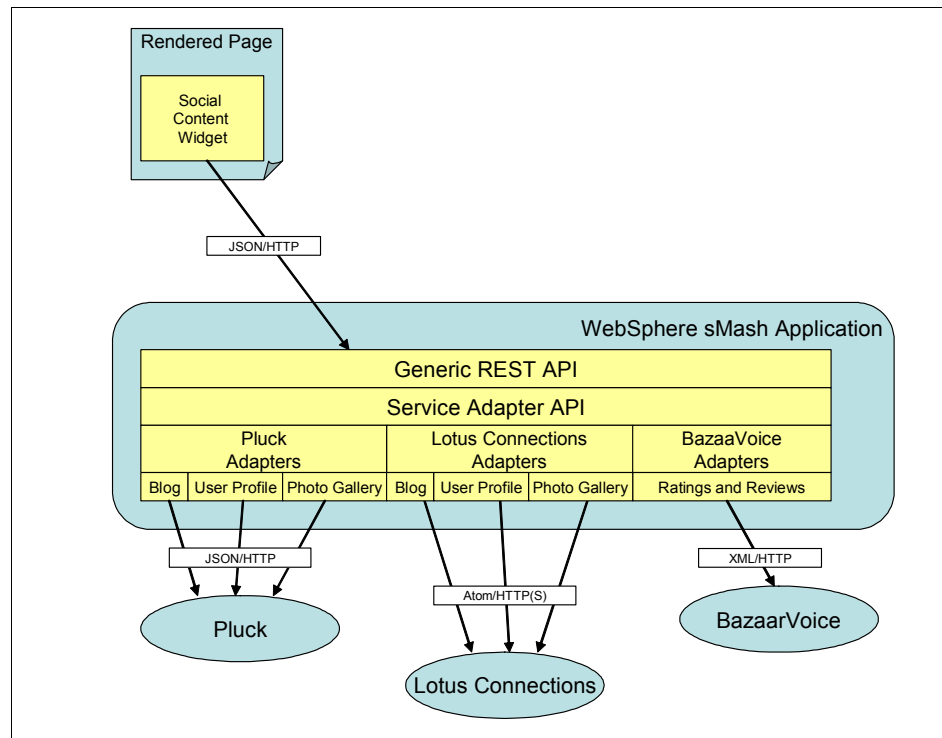 Rendered Page
Social
Content
Widget
JSON/HTTP
WebSphere sMash Application
Generic REST API
Service Adapter API
Pluck
Adapters
Lotus Connections
Adapters
BazaaVoice
Adapters
Blog
User Profile
Photo Gallery
Blog
User Profile
Photo Gallery
Ratings and Reviews
JSON/HTTP
Atom/HTTP(S)
XML/HTTP
Pluck
Lotus Connections
BazaarVoice